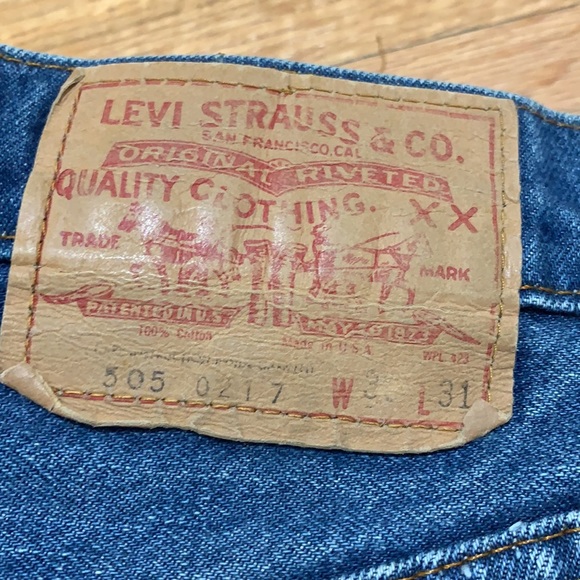 LEVI STRAUSS & CO.
SAN FRANCISCO, CAL
ORIGINAL RIVETED
QUALITY CLOTHING. XX
TRADE MARK
PATENTED IN U.S. MAY 20 1873
100% Cotton Made in U.S.A WPL 423
505 0217 W L 31